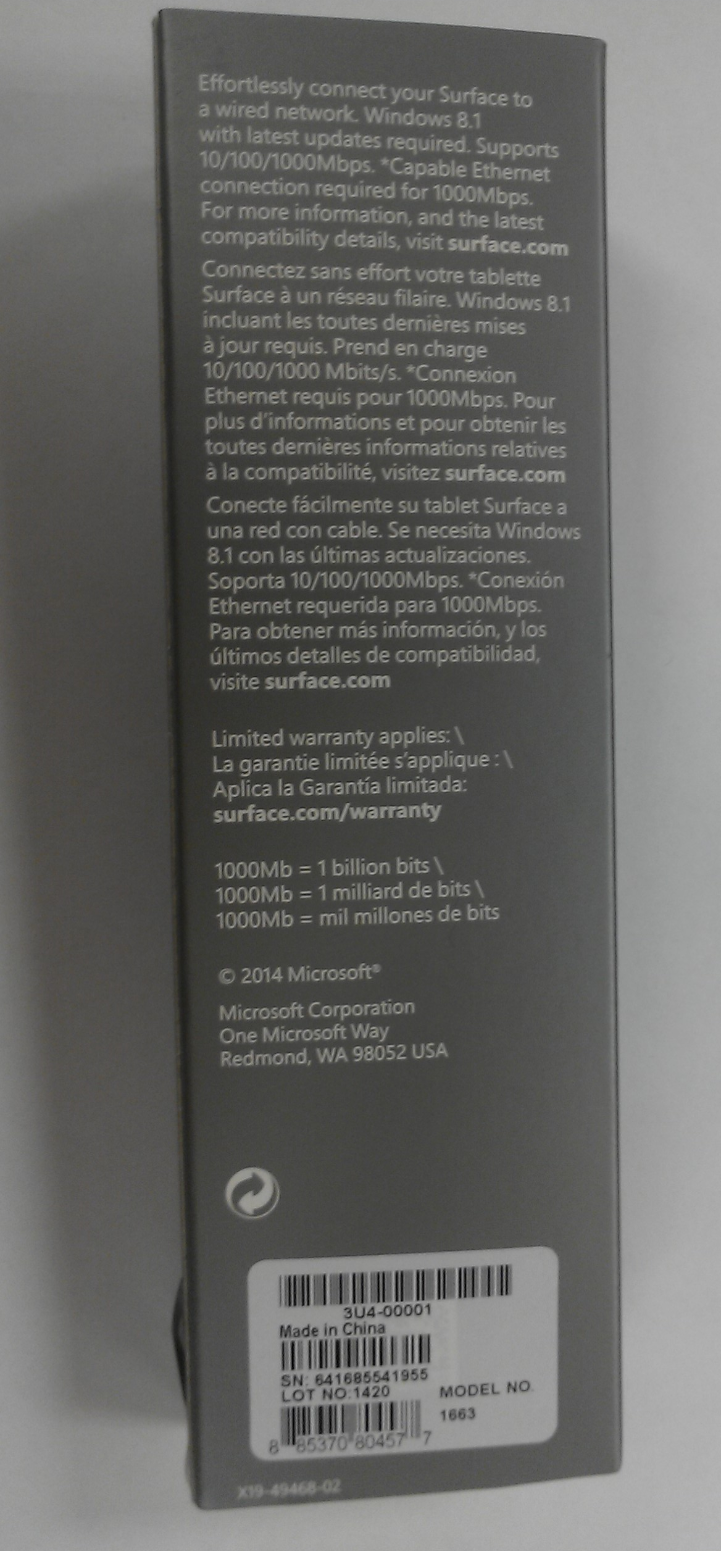 Effortlessly connect your Surface to
a wired network. Windows 8.1
with latest updates required. Supports
10/100/1000Mbps. *Capable Ethernet
connection required for 1000Mbps.
For more information, and the latest
compatibility details, visit surface.com
Connectez sans effort votre tablette
Surface à un réseau filaire. Windows 8.1
incluant les toutes dernières mises
à jour requis. Prend en charge
10/100/1000 Mbits/s. *Connexion
Ethernet requis pour 1000Mbps. Pour
plus d'informations et pour obtenir les
toutes dernières informations relatives
à la compatibilité, visitez surface.com
Conecte fácilmente su tablet Surface a
una red con cable. Se necesita Windows
8.1 con las últimas actualizaciones.
Soporta 10/100/1000Mbps. *Conexión
Ethernet requerida para 1000Mbps.
Para obtener más información, y los
últimos detalles de compatibilidad,
visite surface.com
Limited warranty applies: \
La garantie limitée s'applique : \
Aplica la Garantía limitada:
surface.com/warranty
1000Mb = 1 billion bits \
1000Mb = 1 milliard de bits \
1000Mb = mil millones de bits
© 2014 Microsoft®
Microsoft Corporation
One Microsoft Way
Redmond, WA 98052 USA
3U4-00001
Made in China
SN: 641685541955
LOT NO:1420
MODEL NO.
1663
8 85370 80457 7
X19-49468-02